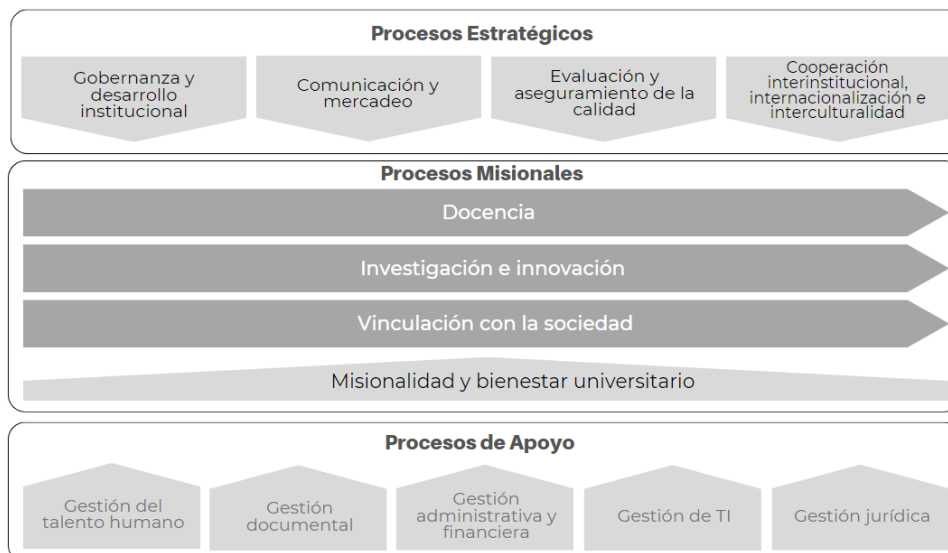 Procesos Estratégicos
Gobernanza y
desarrollo
institucional
Comunicación y
mercadeo
Evaluación y
aseguramiento de la
calidad
Cooperación
interinstitucional,
internacionalización e
interculturalidad
Procesos Misionales
Docencia
Investigación e innovación
Vinculación con la sociedad
Misionalidad y bienestar universitario
Procesos de Apoyo
Gestión del
talento humano
Gestión
documental
Gestión
administrativa y
financiera
Gestión de TI
Gestión jurídica